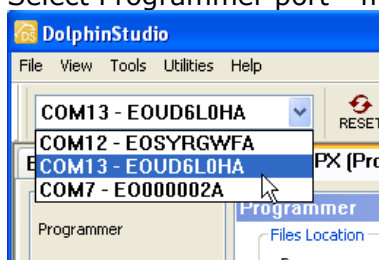 Select Programmer port
DolphinStudio
File View Tools Utilities Help
COM13 - EOUD6L0HA
RESET
COM12 - EOSYRGWFA
COM13 - EOUD6L0HA
PX (Pro
COM7 - EO000002A
Programmer
Programmer
Files Location